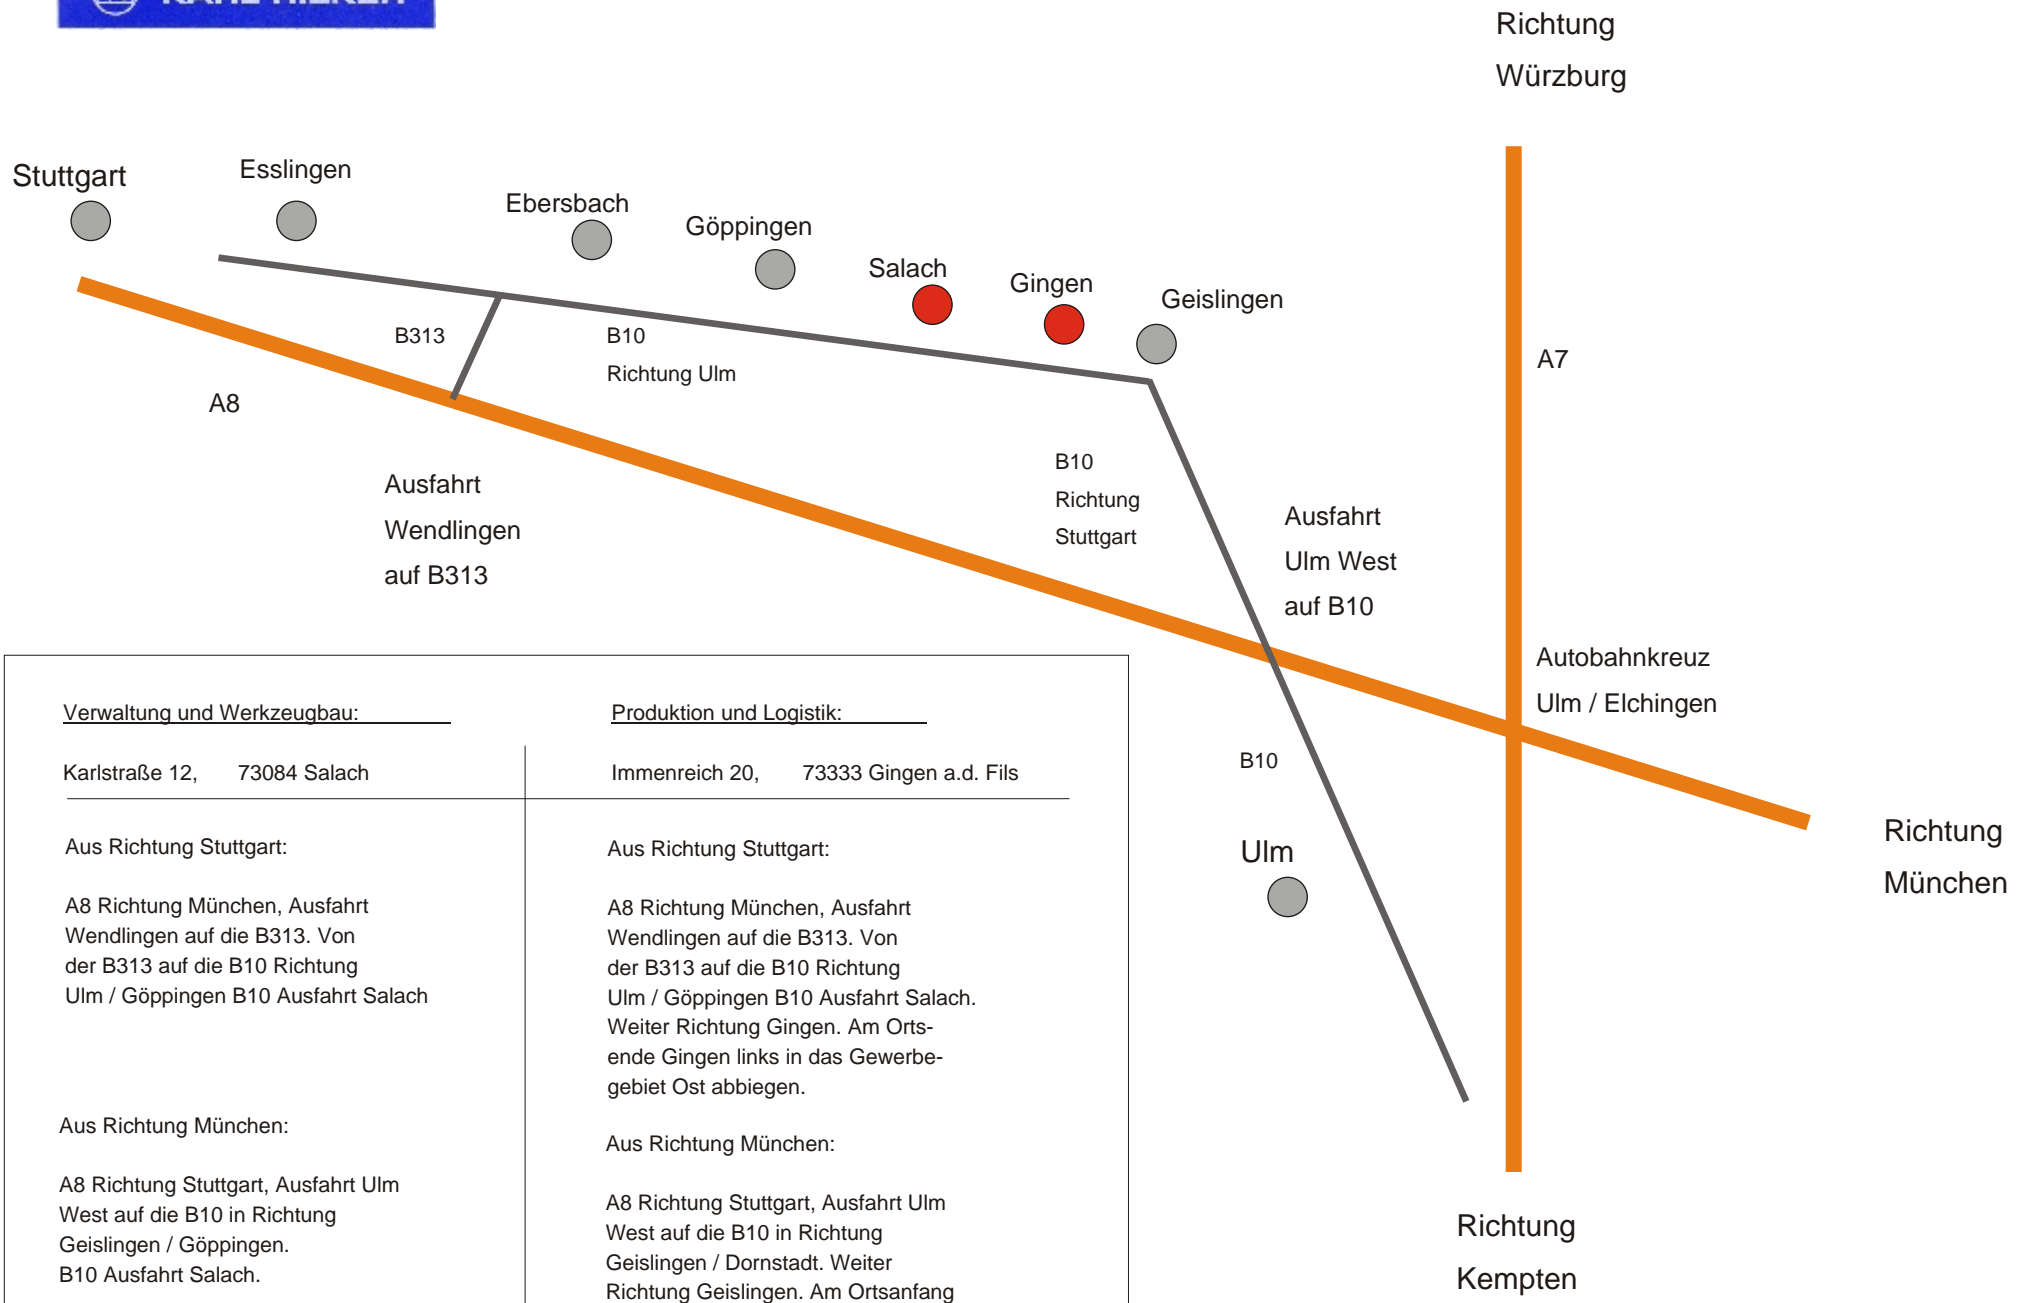 Richtung
Würzburg
Stuttgart
Esslingen
Ebersbach
Göppingen
Salach
Gingen
Geislingen
B313
B10
Richtung Ulm
A7
A8
B10
Richtung
Stuttgart
Ausfahrt
Wendlingen
auf B313
Ausfahrt
Ulm West
auf B10
Autobahnkreuz
Ulm / Elchingen
B10
Ulm
Richtung
München
Richtung
Kempten
Verwaltung und Werkzeugbau:
Karlstraße 12, 73084 Salach
Aus Richtung Stuttgart:
A8 Richtung München, Ausfahrt
Wendlingen auf die B313. Von
der B313 auf die B10 Richtung
Ulm / Göppingen B10 Ausfahrt Salach
Aus Richtung München:
A8 Richtung Stuttgart, Ausfahrt Ulm
West auf die B10 in Richtung
Geislingen / Göppingen.
B10 Ausfahrt Salach.
Produktion und Logistik:
Immenreich 20, 73333 Gingen a.d. Fils
Aus Richtung Stuttgart:
A8 Richtung München, Ausfahrt
Wendlingen auf die B313. Von
der B313 auf die B10 Richtung
Ulm / Göppingen B10 Ausfahrt Salach.
Weiter Richtung Gingen. Am Orts-
ende Gingen links in das Gewerbe-
gebiet Ost abbiegen.
Aus Richtung München:
A8 Richtung Stuttgart, Ausfahrt Ulm
West auf die B10 in Richtung
Geislingen / Dornstadt. Weiter
Richtung Geislingen. Am Ortsanfang